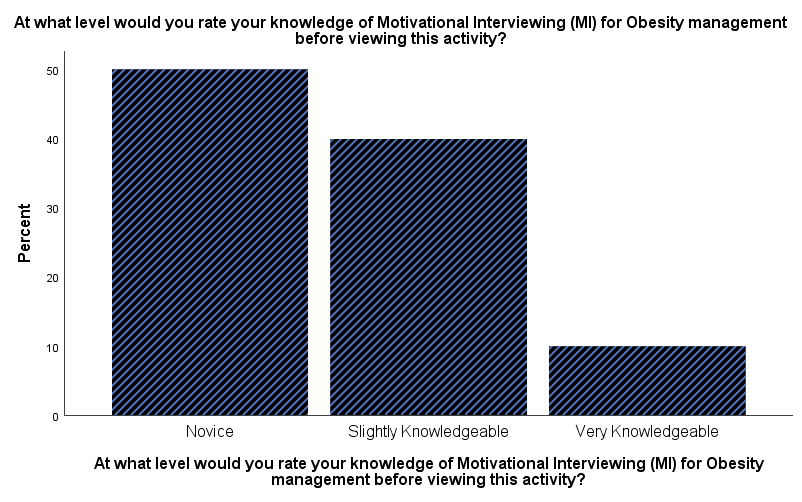 At what level would you rate your knowledge of Motivational Interviewing (MI) for Obesity management
before viewing this activity?
50
40
30
20
10
0
Percent
Novice
Slightly Knowledgeable
Very Knowledgeable
At what level would you rate your knowledge of Motivational Interviewing (MI) for Obesity
management before viewing this activity?